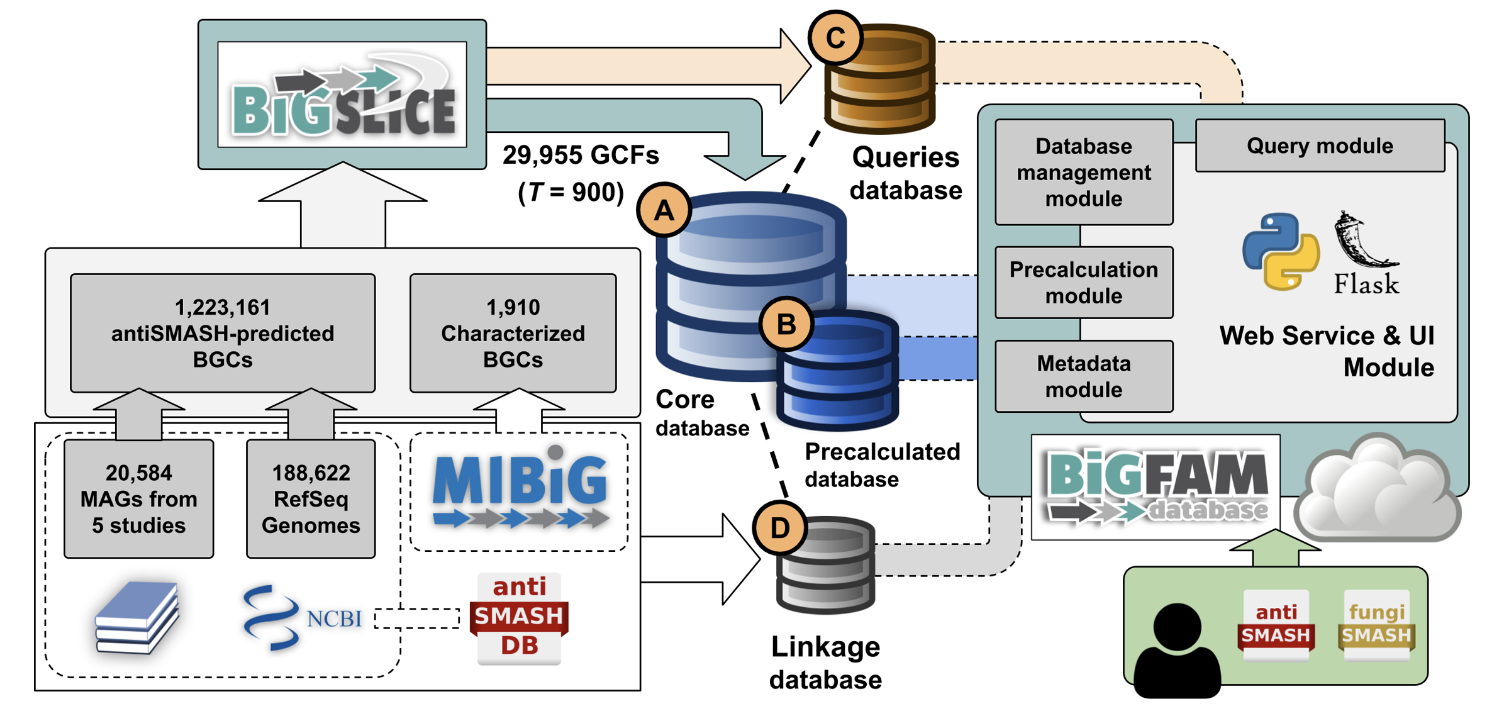 BiG SLiCE
29,955 GCFs
(T = 900)
C
Queries
database
A
B
Core
database
Precalculated
database
D
Linkage
database
1,223,161
antiSMASH-predicted
BGCs
1,910
Characterized
BGCs
20,584
MAGs from
5 studies
188,622
RefSeq
Genomes
MIBiG
NCBI
anti
SMASH
DB
Database
management
module
Query module
Precalculation
module
Flask
Web Service & UI
Module
Metadata
module
BiGFAM
database
anti
SMASH
fungi
SMASH